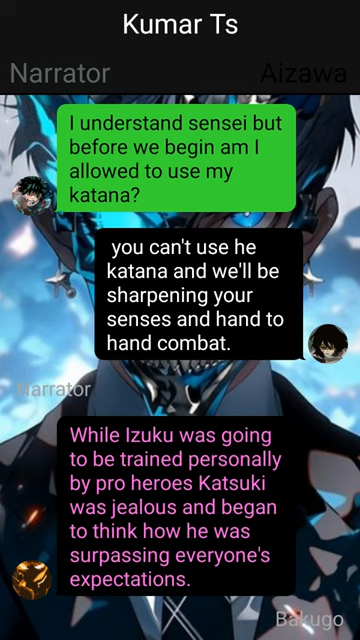 Kumar Ts
Narrator
Aizawa
I understand sensei but
before we begin am I
allowed to use my
katana?
you can't use he
katana and we'll be
sharpening your
senses and hand to
hand combat.
Narrator
While Izuku was going
to be trained personally
by pro heroes Katsuki
was jealous and began
to think how he was
surpassing everyone's
expectations.
Bakugo